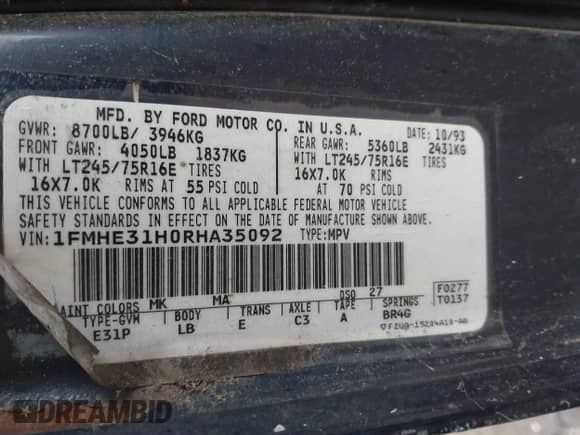 MFD. BY FORD MOTOR CO. IN U.S.A.
GVWR: 8700LB/ 3946KG 10/93
FRONT GAWR: 4050LB 1837KG REAR GAWR: 5360LB 2431KG
WITH LT245/75R16E TIRES WITH LT245/75R16E TIRES
16X7.0K RIMS AT 55 PSI COLD 16X7.0K RIMS AT 70 PSI COLD
THIS VEHICLE CONFORMS TO ALL APPLICABLE FEDERAL MOTOR VEHICLE
SAFETY STANDARDS IN EFFECT ON THE DATE OF MANUFACTURE SHOWN ABOVE.
VIN: 1FMHE31H0RHA35092 TYPE: MPV
F0277
T0137
AINT COLORS MK MA DSO 27
TYPE-GVM BODY TRANS AXLE TAPE SPRINGS
E31P LB E C3 A BR4G
DREAMBID